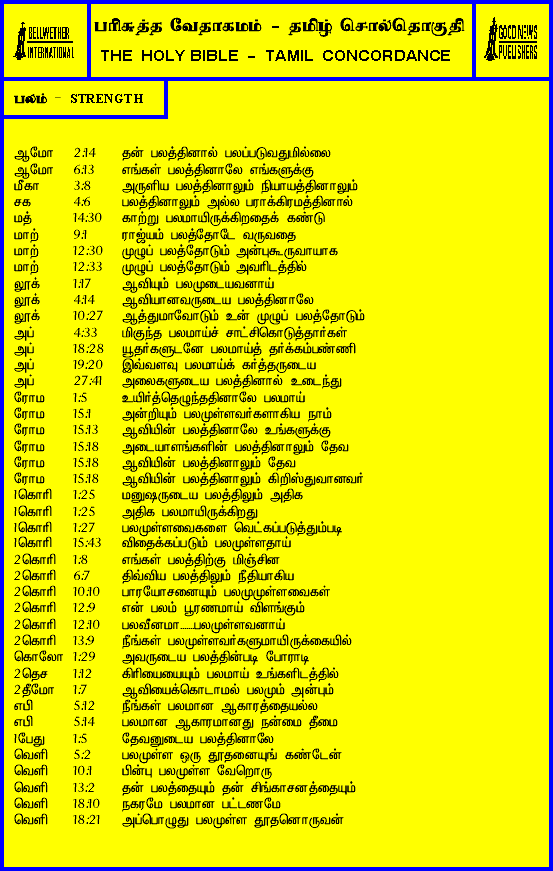 BELLWETHER
INTERNATIONAL
பரிசுத்த வேதாகமம் - தமிழ் சொல்தொகுதி
THE HOLY BIBLE - TAMIL CONCORDANCE
GOOD NEWS
PUBLISHERS
பலம் - STRENGTH
ஆமோ 2:14 தன் பலத்தினால் பலப்படுவதுமில்லை
ஆமோ 6:13 எங்கள் பலத்தினாலே எங்களுக்கு
மீகா 3:8 அருளிய பலத்தினாலும் நியாயத்தினாலும்
சக 4:6 பலத்தினாலும் அல்ல பராக்கிரமத்தினால்
மத் 14:30 காற்று பலமாயிருக்கிறதைக் கண்டு
மாற் 9:1 ராஜ்யம் பலத்தோடே வருவதை
மாற் 12:30 முழுப் பலத்தோடும் அன்புகூருவாயாக
மாற் 12:33 முழுப் பலத்தோடும் அவரிடத்தில்
லூக் 1:17 ஆவியும் பலமுடையவனாய்
லூக் 4:14 ஆவியானவருடைய பலத்தினாலே
லூக் 10:27 ஆத்துமாவோடும் உன் முழுப் பலத்தோடும்
அப் 4:33 மிகுந்த பலமாய்ச் சாட்சிகொடுத்தார்கள்
அப் 18:28 யூதர்களுடனே பலமாய்த் தர்க்கம்பண்ணி
அப் 19:20 இவ்வளவு பலமாய்க் கர்த்தருடைய
அப் 27:41 அலைகளுடைய பலத்தினால் உடைந்து
ரோம 1:5 உயிர்த்தெழுந்ததினாலே பலமாய்
ரோம 15:1 அன்றியும் பலமுள்ளவர்களாகிய நாம்
ரோம 15:13 ஆவியின் பலத்தினாலே உங்களுக்கு
ரோம 15:18 அடையாளங்களின் பலத்தினாலும் தேவ
ரோம 15:18 ஆவியின் பலத்தினாலும் தேவ
ரோம 15:18 ஆவியின் பலத்தினாலும் கிறிஸ்துவானவர்
1கொரி 1:25 மனுஷருடைய பலத்திலும் அதிக
1கொரி 1:25 அதிக பலமாயிருக்கிறது
1கொரி 1:27 பலமுள்ளவைகளை வெட்கப்படுத்தும்படி
1கொரி 15:43 விதைக்கப்படும் பலமுள்ளதாய்
2கொரி 1:8 எங்கள் பலத்திற்கு மிஞ்சின
2கொரி 6:7 திவ்விய பலத்திலும் நீதியாகிய
2கொரி 10:10 பாரயோசனையும் பலமுமுள்ளவைகள்
2கொரி 12:9 என் பலம் பூரணமாய் விளங்கும்
2கொரி 12:10 பலவீனமா......பலமுள்ளவனாய்
2கொரி 13:9 நீங்கள் பலமுள்ளவர்களுமாயிருக்கையில்
கொலோ 1:29 அவருடைய பலத்தின்படி போராடி
2தெச 1:12 கிரியையையும் பலமாய் உங்களிடத்தில்
2தீமோ 1:7 ஆவியைக்கொடாமல் பலமும் அன்பும்
எபி 5:12 நீங்கள் பலமான ஆகாரத்தையல்ல
எபி 5:14 பலமான ஆகாரமானது நன்மை தீமை
1பேது 1:5 தேவனுடைய பலத்தினாலே
வெளி 5:2 பலமுள்ள ஒரு தூதனையுங் கண்டேன்
வெளி 10:1 பின்பு பலமுள்ள வேறொரு
வெளி 13:2 தன் பலத்தையும் தன் சிங்காசனத்தையும்
வெளி 18:10 நகரமே பலமான பட்டணமே
வெளி 18:21 அப்பொழுது பலமுள்ள தூதனொருவன்